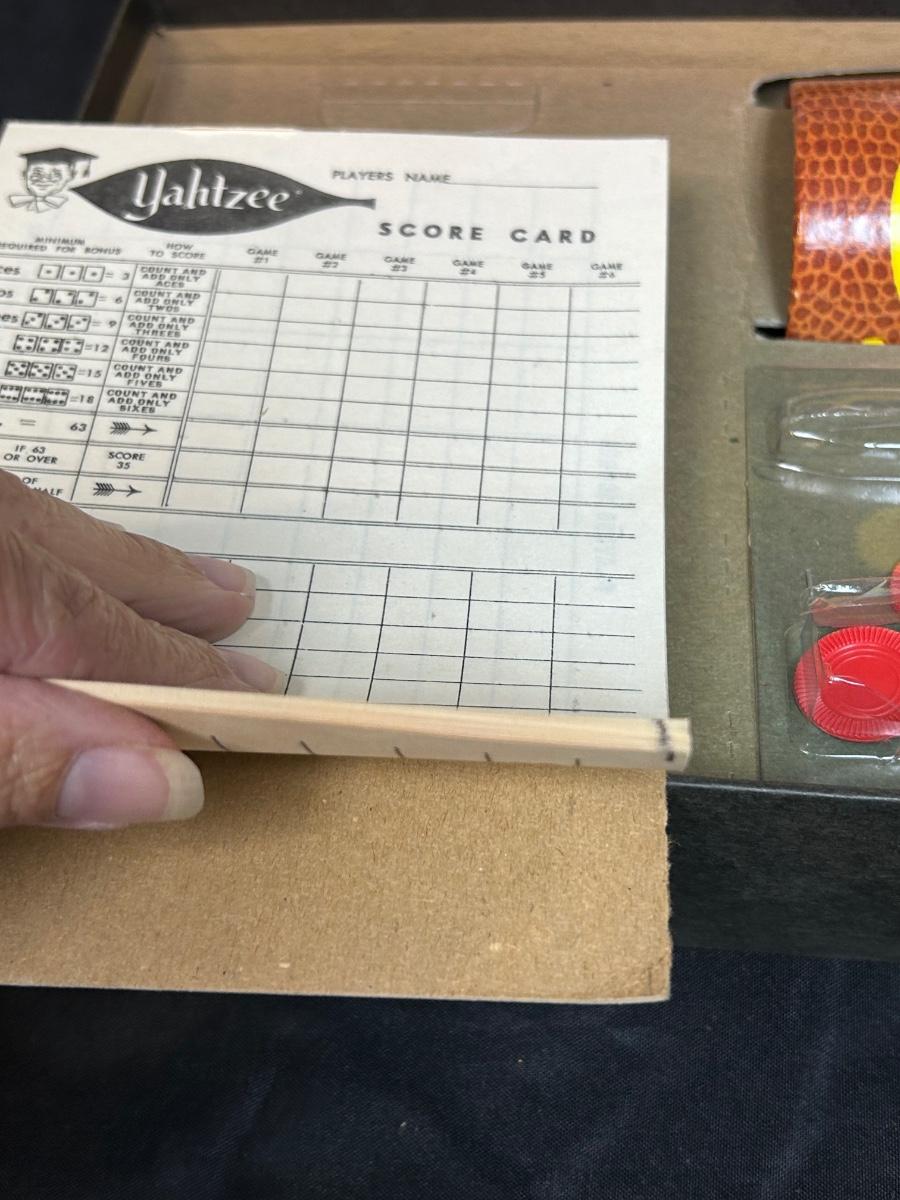 Yahtzee
PLAYERS NAME
SCORE CARD
MINIMUM
REQUIRED FOR BONUS
HOW
TO SCORE
GAME
#1
GAME
#2
GAME
#3
GAME
#4
GAME
#5
GAME
#6
= 3
COUNT AND
ADD ONLY
ACES
= 6
COUNT AND
ADD ONLY
TWOS
= 9
COUNT AND
ADD ONLY
THREES
=12
COUNT AND
ADD ONLY
FOURS
=15
COUNT AND
ADD ONLY
FIVES
=18
COUNT AND
ADD ONLY
SIXES
= 63
IF 63
OR OVER
SCORE
35
OF